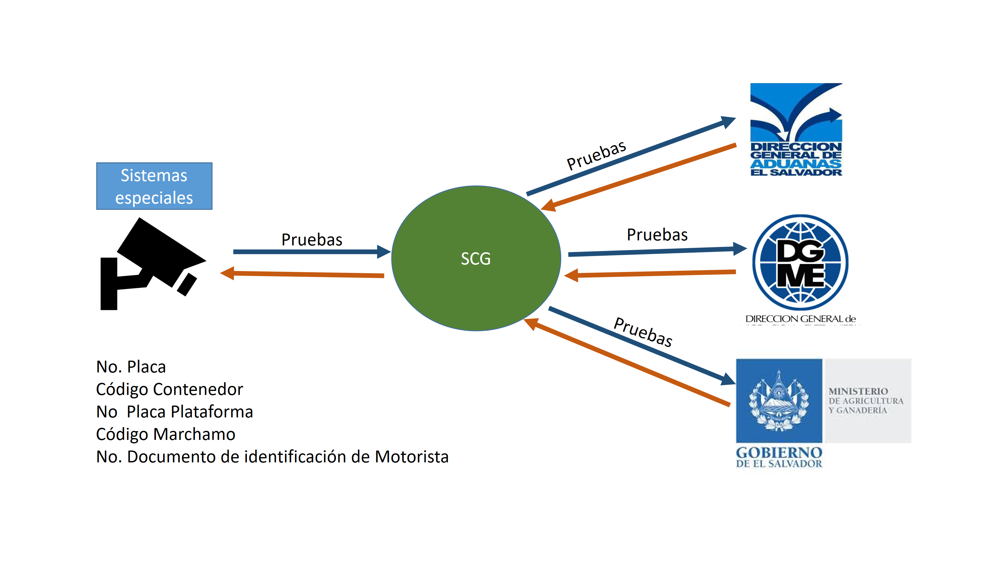 Sistemas
especiales
Pruebas
SCG
Pruebas
Pruebas
Pruebas
DIRECCION
GENERAL DE
ADUANAS
EL SALVADOR
DG
ME
DIRECCION GENERAL de
MINISTERIO
DE AGRICULTURA
Y GANADERÍA
GOBIERNO
DE EL SALVADOR
No. Placa
Código Contenedor
No  Placa Plataforma
Código Marchamo
No. Documento de identificación de Motorista